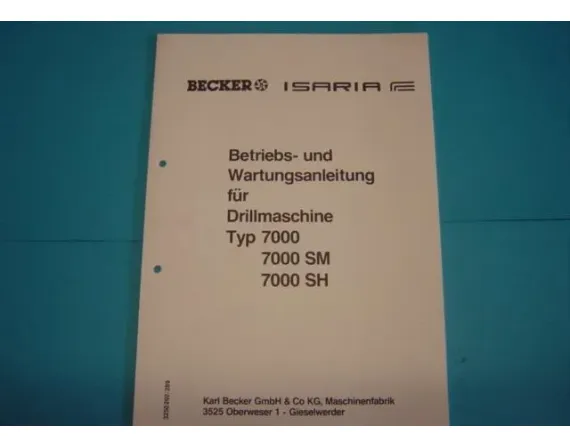 BECKER ISARIA
Betriebs- und
Wartungsanleitung
für
Drillmaschine
Typ 7000
7000 SM
7000 SH
Karl Becker GmbH & Co KG, Maschinenfabrik
3525 Oberweser 1 - Gieselwerder